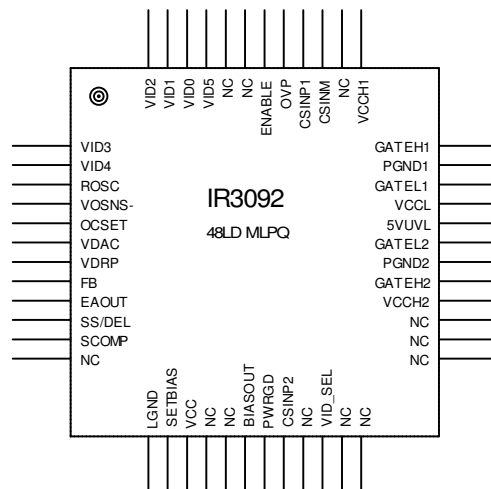 VID2
VID1
VID0
VID5
NC
NC
ENABLE
OVP
CSINP1
CSINM
NC
VCCH1
VID3
VID4
ROSC
VOSNS-
OCSET
VDAC
VDRP
FB
EAOUT
SS/DEL
SCOMP
NC
IR3092
48LD MLPQ
GATEH1
PGND1
GATEL1
VCCL
5VUVL
GATEL2
PGND2
GATEH2
VCCH2
NC
NC
NC
LGND
SETBIAS
VCC
NC
NC
BIASOUT
PWRGD
CSINP2
NC
VID_SEL
NC
NC